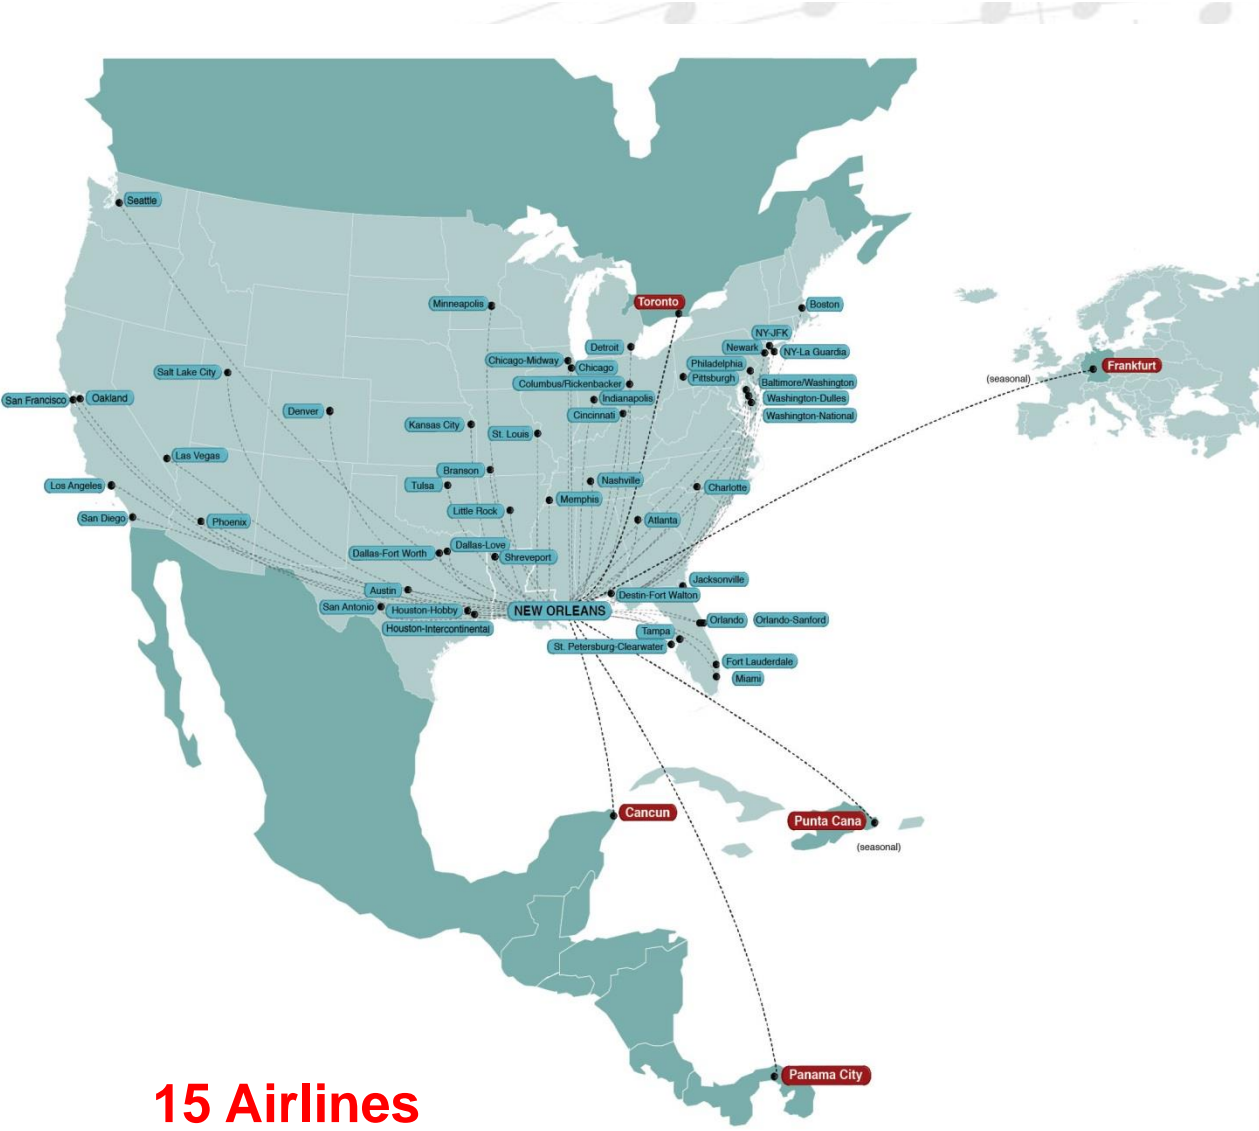 Seattle
Minneapolis
Toronto
Boston
NY-JFK
Detroit
Newark
NY-La Guardia
Chicago-Midway
Chicago
Philadelphia
Frankfurt
(seasonal)
Salt Lake City
Pittsburgh
Columbus/Rickenbacker
Baltimore/Washington
San Francisco
Oakland
Indianapolis
Washington-Dulles
Denver
Cincinnati
Washington-National
Kansas City
St. Louis
Las Vegas
Branson
Nashville
Los Angeles
Tulsa
Charlotte
Memphis
Little Rock
San Diego
Phoenix
Atlanta
Dallas-Love
Dallas-Fort Worth
Shreveport
Jacksonville
Austin
Destin-Fort Walton
San Antonio
Houston-Hobby
NEW ORLEANS
Orlando
Orlando-Sanford
Houston-Intercontinental
Tampa
St. Petersburg-Clearwater
Fort Lauderdale
Miami
Cancun
Punta Cana
(seasonal)
Panama City
15 Airlines